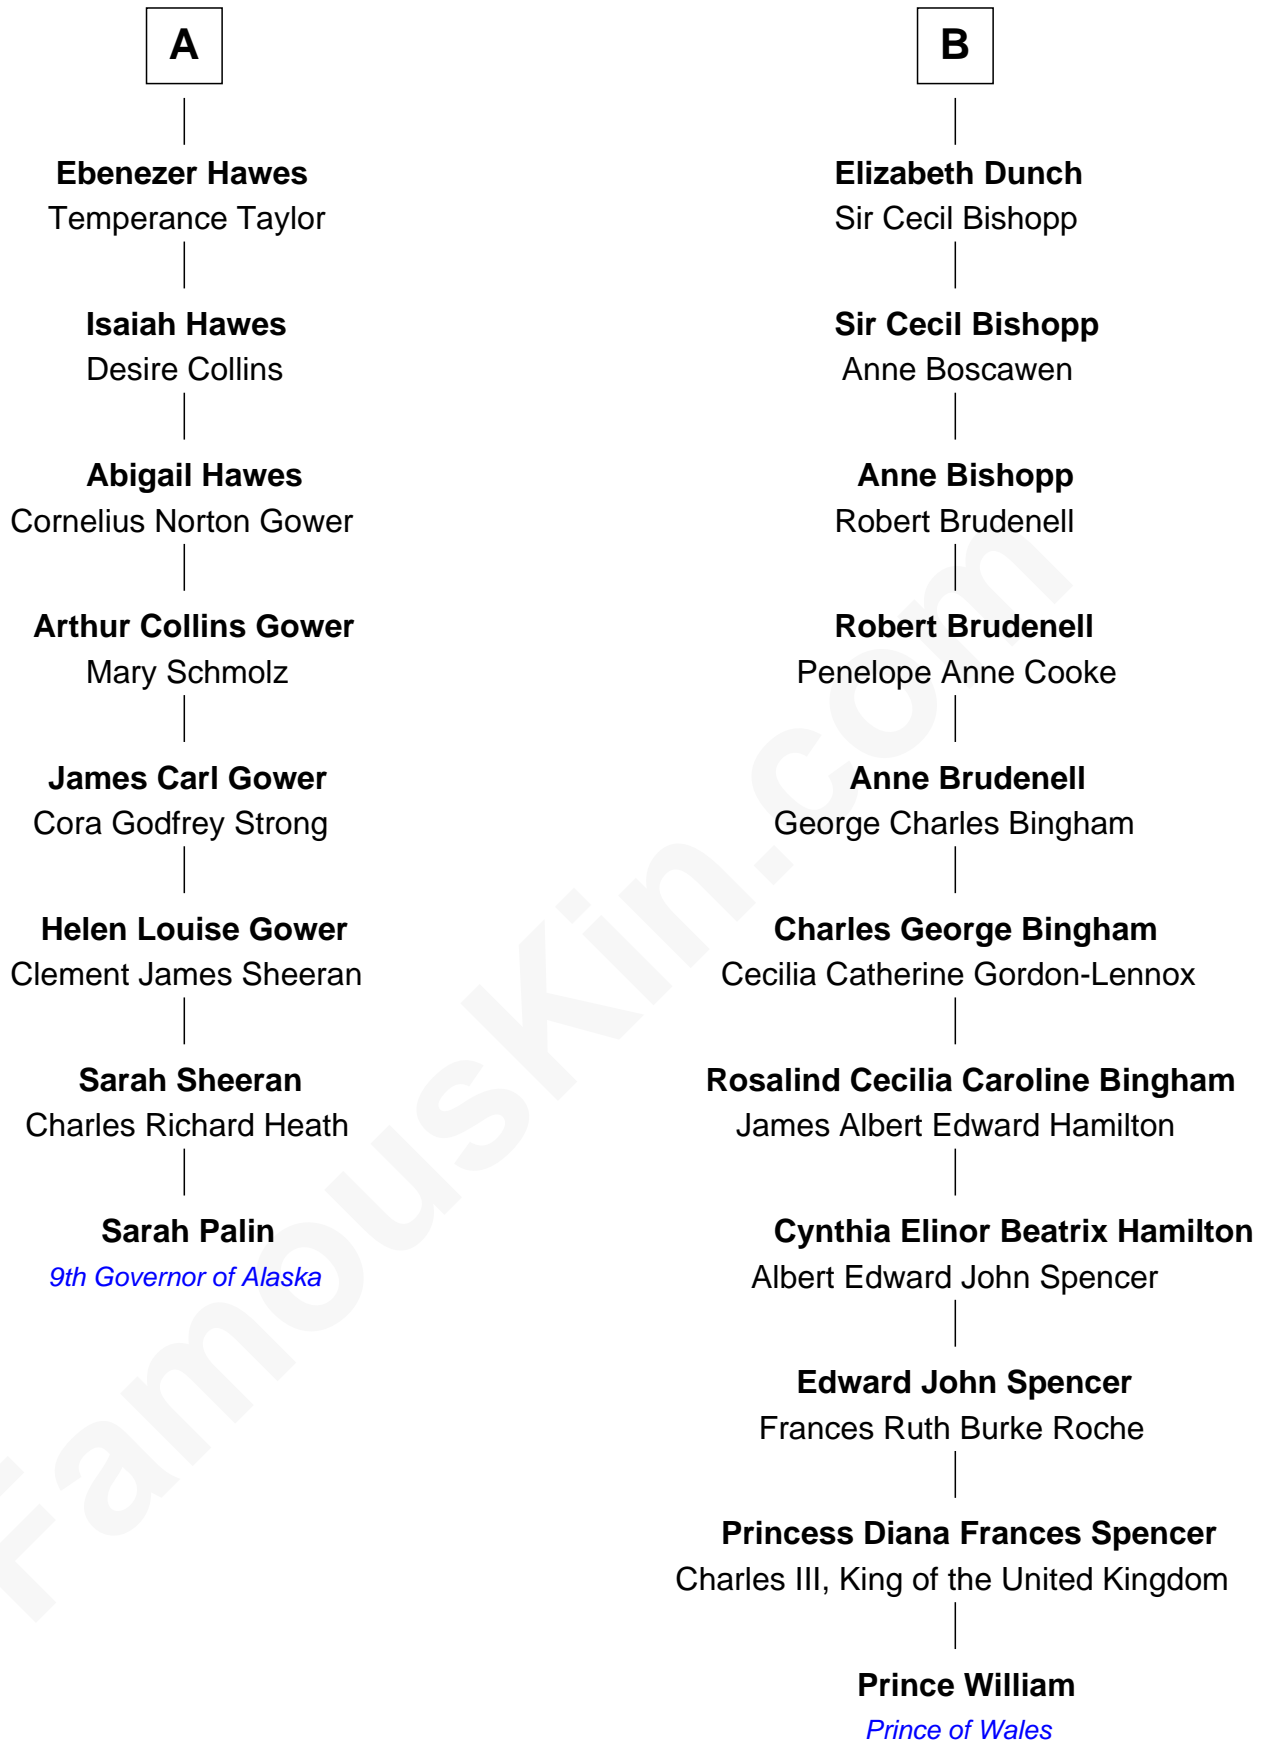 A
Ebenezer Hawes
Temperance Taylor
Isaiah Hawes
Desire Collins
Abigail Hawes
Cornelius Norton Gower
Arthur Collins Gower
Mary Schmolz
James Carl Gower
Cora Godfrey Strong
Helen Louise Gower
Clement James Sheeran
Sarah Sheeran
Charles Richard Heath
Sarah Palin
9th Governor of Alaska
B
Elizabeth Dunch
Sir Cecil Bishopp
Sir Cecil Bishopp
Anne Boscawen
Anne Bishopp
Robert Brudenell
Robert Brudenell
Penelope Anne Cooke
Anne Brudenell
George Charles Bingham
Charles George Bingham
Cecilia Catherine Gordon-Lennox
Rosalind Cecilia Caroline Bingham
James Albert Edward Hamilton
Cynthia Elinor Beatrix Hamilton
Albert Edward John Spencer
Edward John Spencer
Frances Ruth Burke Roche
Princess Diana Frances Spencer
Charles III, King of the United Kingdom
Prince William
Prince of Wales
FamousKin.com